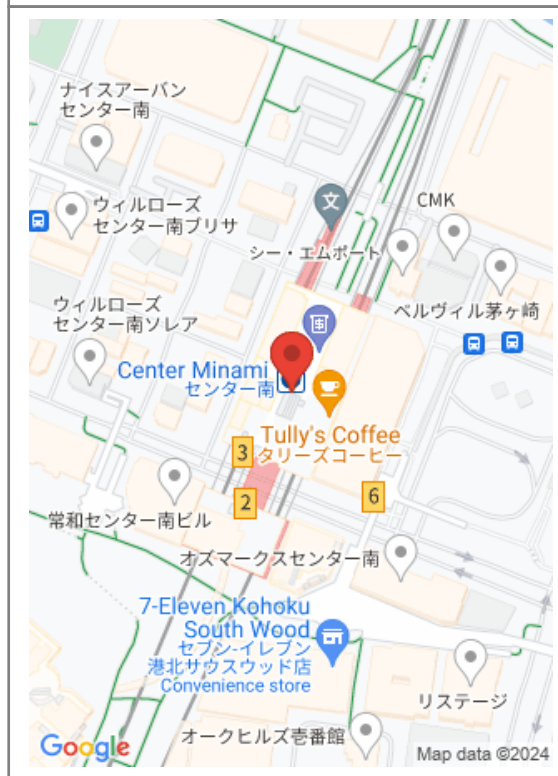 ナイスアーバン
センター南
文
CMK
ウィルローズ
センター南ブリサ
シー・エムポート
ベルヴィル茅ヶ崎
ウィルローズ
センター南ソレア
Center Minami
センター南
Tully's Coffee
タリーズコーヒー
3
2
6
常和センター南ビル
オズマークスセンター南
7-Eleven Kohoku
South Wood
セブン-イレブン
港北サウスウッド店
Convenience store
リステージ
オークヒルズ壱番館
Google
Map data ©2024